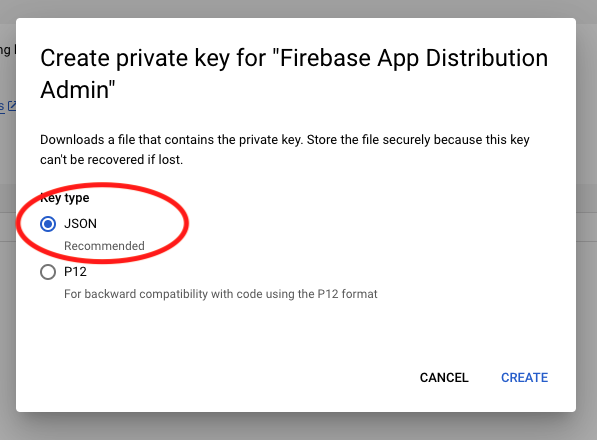 Create private key for "Firebase App Distribution
Admin"
Downloads a file that contains the private key. Store the file securely because this key
can't be recovered if lost.
Key type
JSON
Recommended
P12
For backward compatibility with code using the P12 format
CANCEL
CREATE